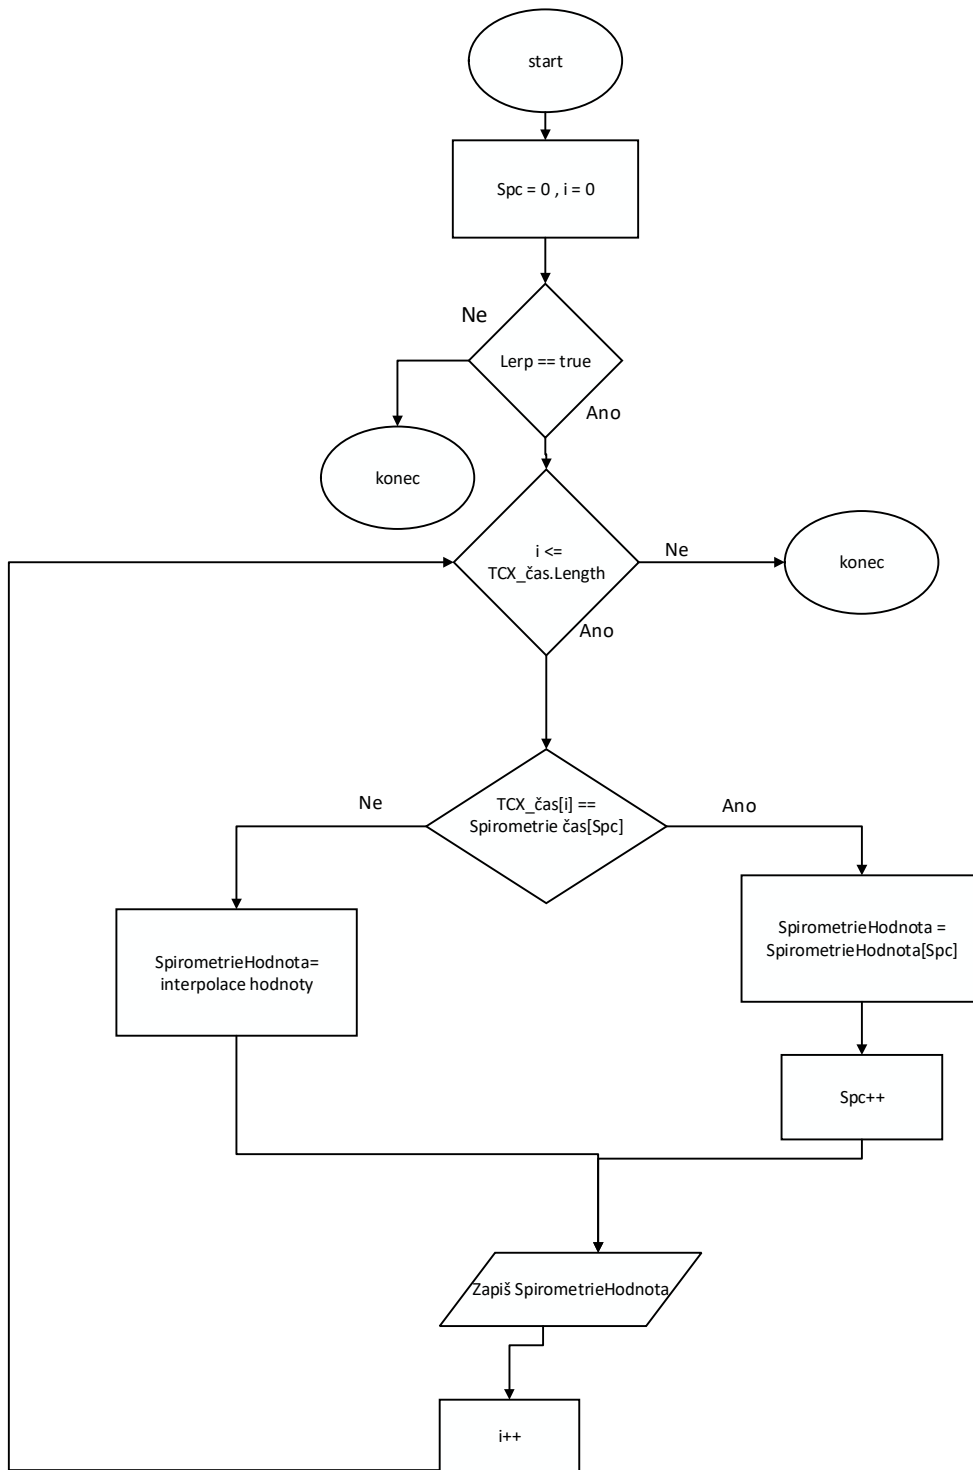 start
Spc = 0 , i = 0
Ne
Lerp == true
Ano
konec
i <=
TCX_čas.Length
Ne
konec
Ano
Ne
TCX_čas[i] ==
Spirometrie čas[Spc]
Ano
SpirometrieHodnota=
interpolace hodnoty
SpirometrieHodnota =
SpirometrieHodnota[Spc]
Spc++
Zapiš SpirometrieHodnota
i++